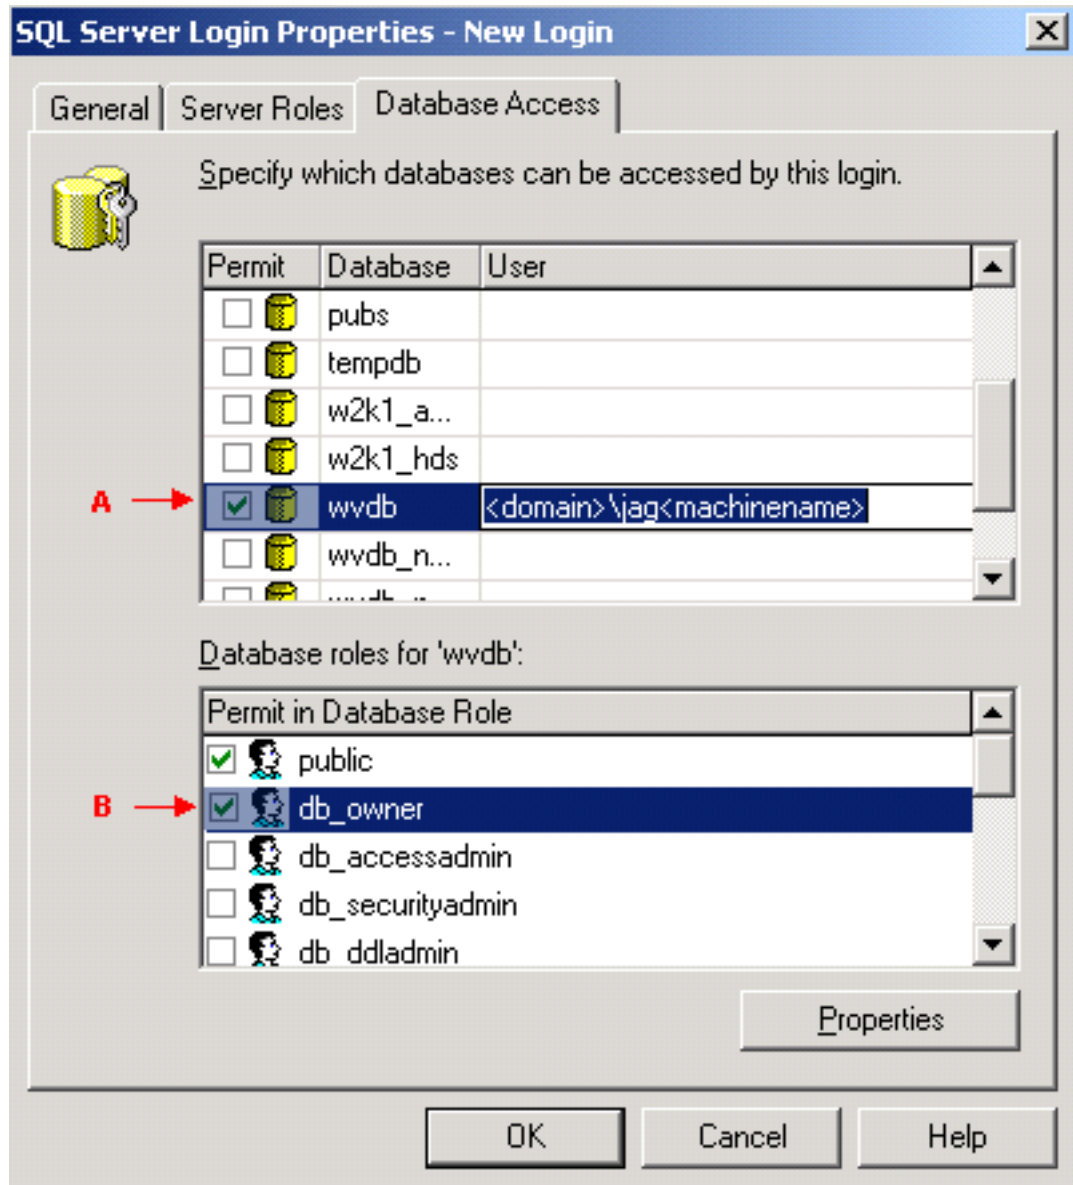 SQL Server Login Properties - New Login
General Server Roles Database Access
Specify which databases can be accessed by this login.
Permit Database User
pubs
tempdb
w2k1_a...
w2k1_hds
A wvdb <domain>\jag<machinename>
wvdb_n...
Database roles for 'wvdb':
Permit in Database Role
public
B db_owner
db_accessadmin
db_securityadmin
db_ddladmin
Properties
OK Cancel Help